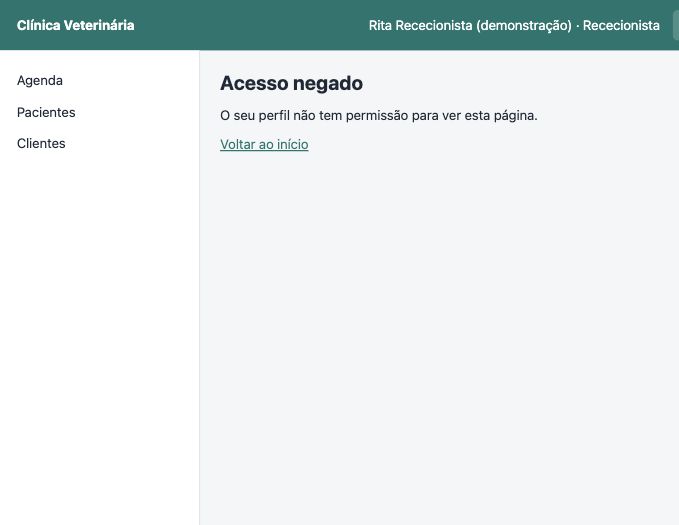 Clínica Veterinária
Rita Rececionista (demonstração) · Rececionista
Agenda
Pacientes
Clientes
Acesso negado
O seu perfil não tem permissão para ver esta página.
Voltar ao início